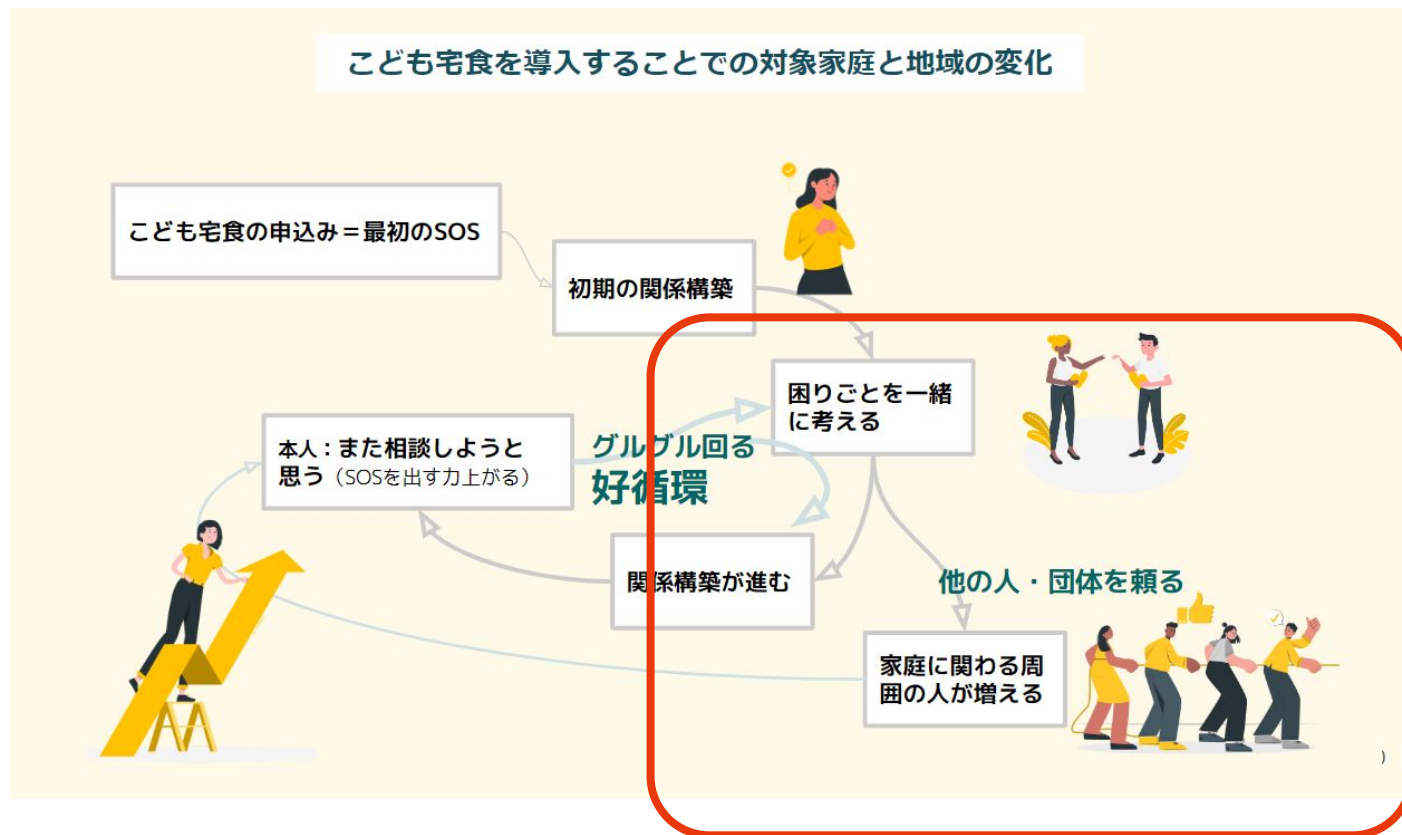 こども宅食を導入することでの対象家庭と地域の変化
こども宅食の申込み＝最初のSOS
初期の関係構築
困りごとを一緒
に考える
本人：また相談しようと
思う（SOSを出す力上がる）
グルグル回る
好循環
関係構築が進む
他の人・団体を頼る
家庭に関わる周
囲の人が増える
)